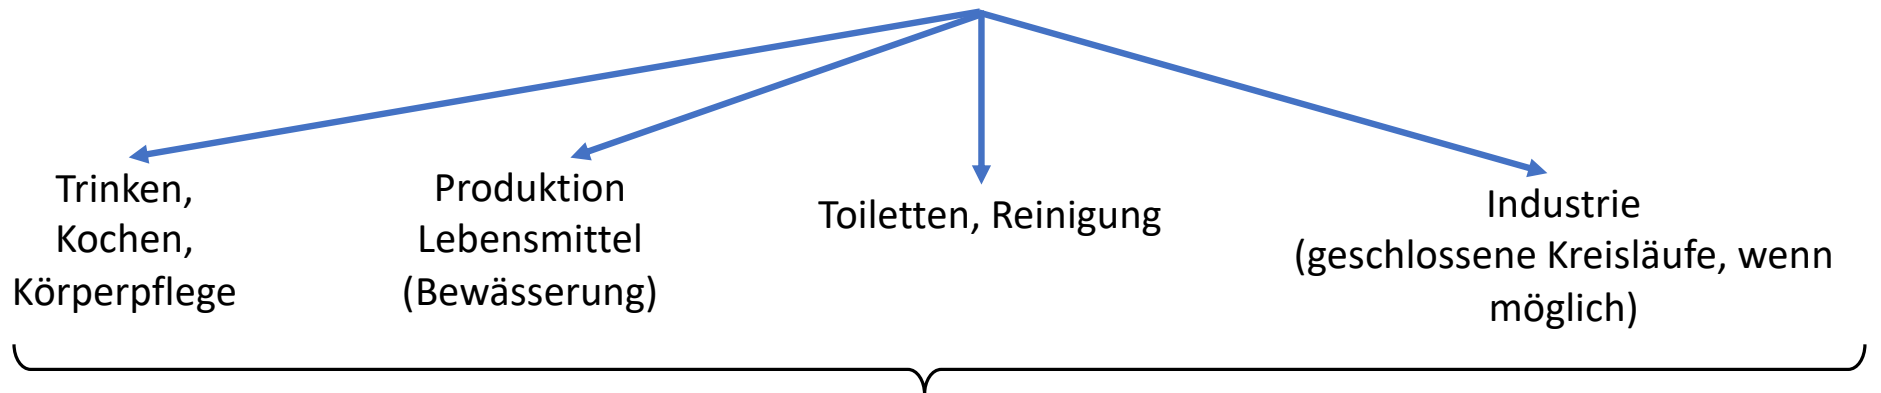 Trinken,
Kochen,
Körperpflege
Produktion
Lebensmittel
(Bewässerung)
Toiletten, Reinigung
Industrie
(geschlossene Kreisläufe, wenn
möglich)